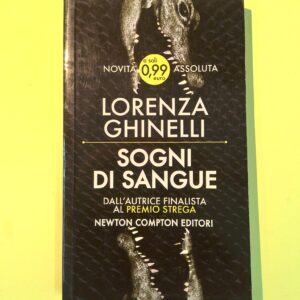 a soli
NOVITÀ 0,99 ASSOLUTA
euro
LORENZA
GHINELLI
SOGNI
DI SANGUE
DALL'AUTRICE FINALISTA
AL PREMIO STREGA
NEWTON COMPTON EDITORI